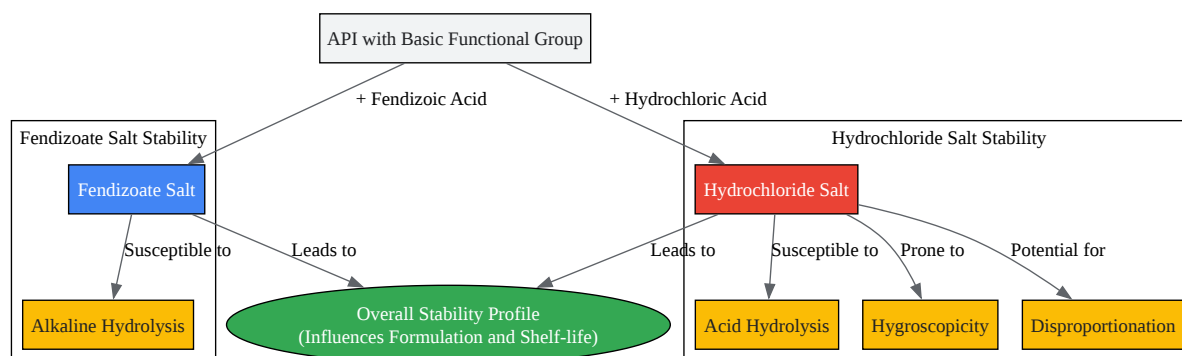 API with Basic Functional Group
+ Fendizoic Acid
+ Hydrochloric Acid
Fendizoate Salt Stability
Hydrochloride Salt Stability
Fendizoate Salt
Hydrochloride Salt
Susceptible to
Leads to
Leads to
Susceptible to
Prone to
Potential for
Alkaline Hydrolysis
Overall Stability Profile
(Influences Formulation and Shelf-life)
Acid Hydrolysis
Hygroscopicity
Disproportionation